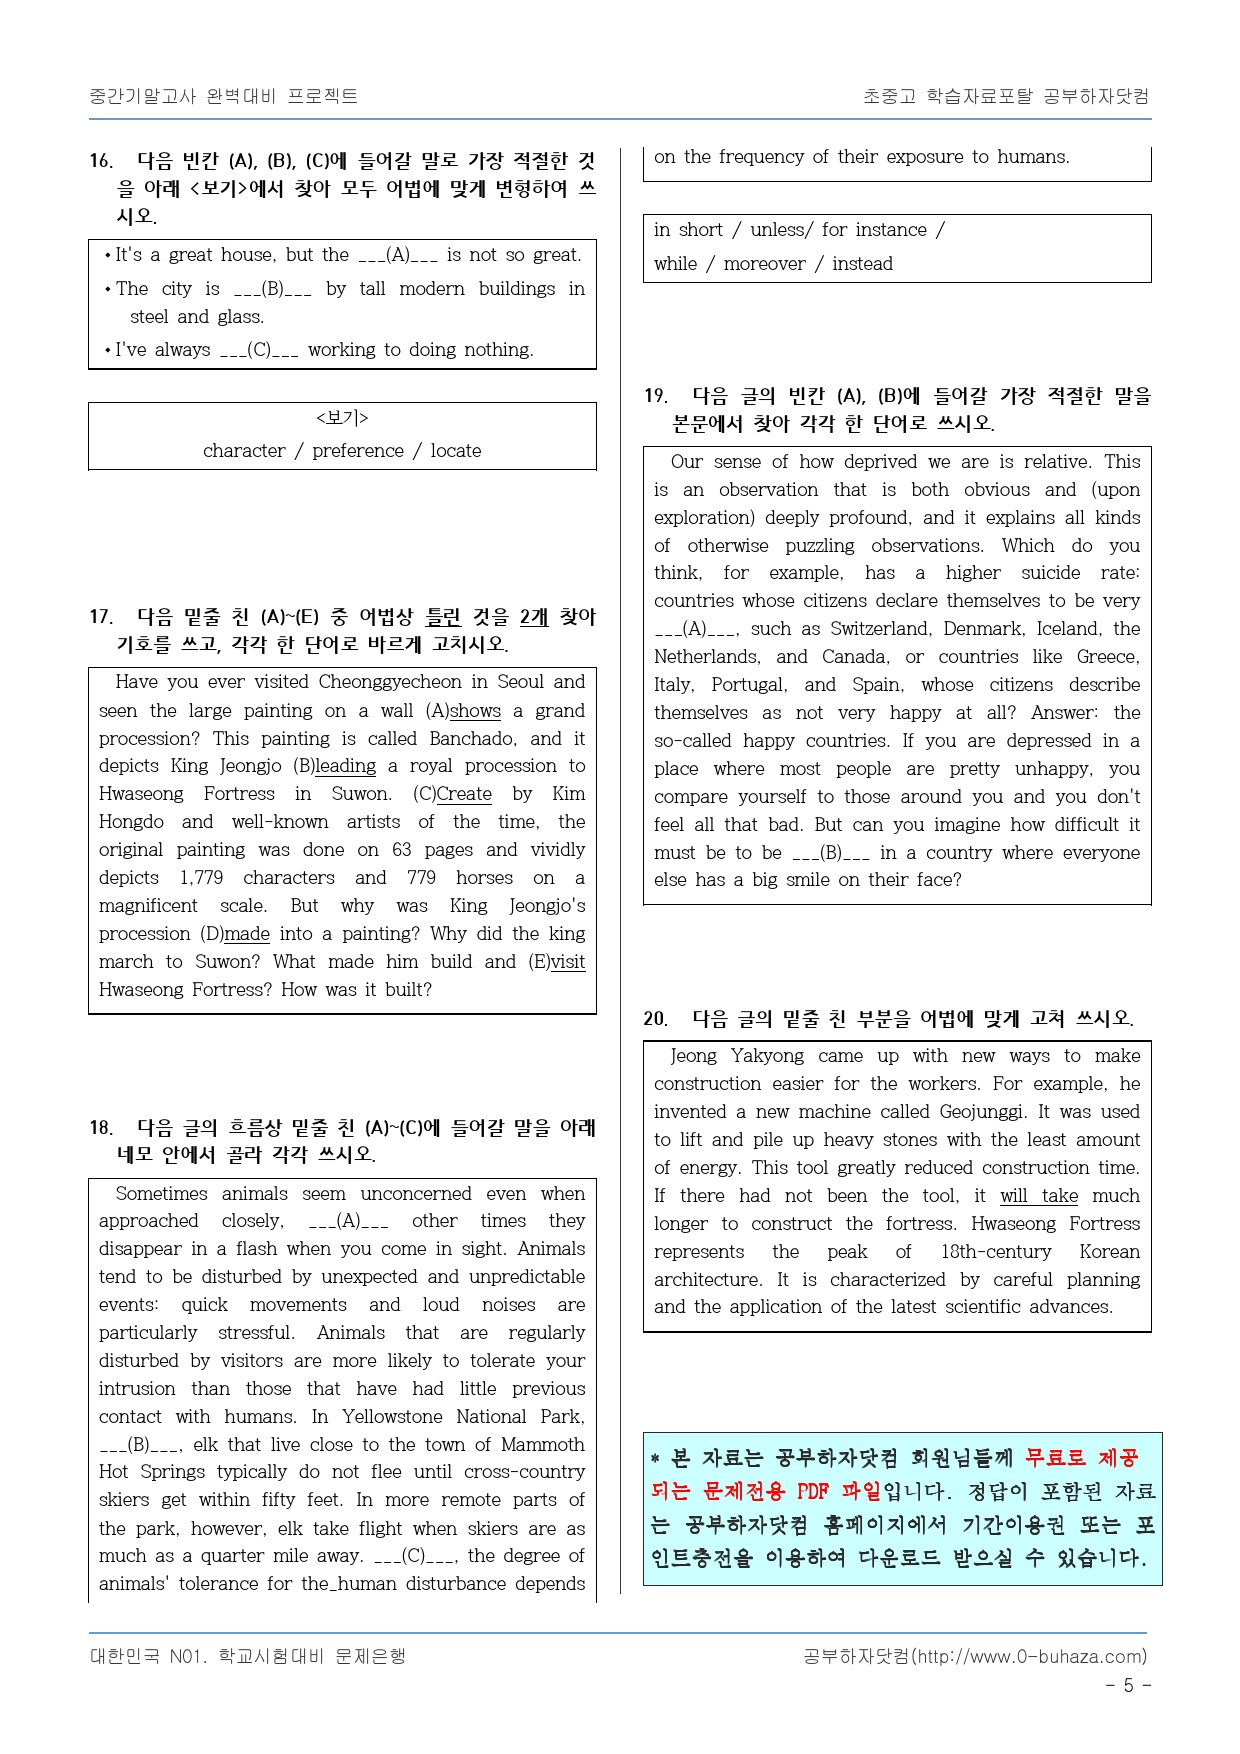 중간기말고사 완벽대비 프로젝트
초중고 학습자료포탈 공부하자닷컴
16. 다음 빈칸 (A), (B), (C)에 들어갈 말로 가장 적절한 것
을 아래 <보기>에서 찾아 모두 어법에 맞게 변형하여 쓰
시오.
•It's a great house, but the ___(A)___ is not so great.
•The city is ___(B)___ by tall modern buildings in
steel and glass.
•I've always ___(C)___ working to doing nothing.
<보기>
character / preference / locate
17. 다음 밑줄 친 (A)~(E) 중 어법상 틀린 것을 2개 찾아
기호를 쓰고, 각각 한 단어로 바르게 고치시오.
Have you ever visited Cheonggyecheon in Seoul and
seen the large painting on a wall (A)shows a grand
procession? This painting is called Banchado, and it
depicts King Jeongjo (B)leading a royal procession to
Hwaseong Fortress in Suwon. (C)Create by Kim
Hongdo and well-known artists of the time, the
original painting was done on 63 pages and vividly
depicts 1,779 characters and 779 horses on a
magnificent scale. But why was King Jeongjo's
procession (D)made into a painting? Why did the king
march to Suwon? What made him build and (E)visit
Hwaseong Fortress? How was it built?
18. 다음 글의 흐름상 밑줄 친 (A)~(C)에 들어갈 말을 아래
네모 안에서 골라 각각 쓰시오.
Sometimes animals seem unconcerned even when
approached closely, ___(A)___ other times they
disappear in a flash when you come in sight. Animals
tend to be disturbed by unexpected and unpredictable
events: quick movements and loud noises are
particularly stressful. Animals that are regularly
disturbed by visitors are more likely to tolerate your
intrusion than those that have had little previous
contact with humans. In Yellowstone National Park,
___(B)___, elk that live close to the town of Mammoth
Hot Springs typically do not flee until cross-country
skiers get within fifty feet. In more remote parts of
the park, however, elk take flight when skiers are as
much as a quarter mile away. ___(C)___, the degree of
animals' tolerance for the_human disturbance depends
on the frequency of their exposure to humans.
in short / unless/ for instance /
while / moreover / instead
19. 다음 글의 빈칸 (A), (B)에 들어갈 가장 적절한 말을
본문에서 찾아 각각 한 단어로 쓰시오.
Our sense of how deprived we are is relative. This
is an observation that is both obvious and (upon
exploration) deeply profound, and it explains all kinds
of otherwise puzzling observations. Which do you
think, for example, has a higher suicide rate:
countries whose citizens declare themselves to be very
___(A)___, such as Switzerland, Denmark, Iceland, the
Netherlands, and Canada, or countries like Greece,
Italy, Portugal, and Spain, whose citizens describe
themselves as not very happy at all? Answer: the
so-called happy countries. If you are depressed in a
place where most people are pretty unhappy, you
compare yourself to those around you and you don't
feel all that bad. But can you imagine how difficult it
must be to be ___(B)___ in a country where everyone
else has a big smile on their face?
20. 다음 글의 밑줄 친 부분을 어법에 맞게 고쳐 쓰시오.
Jeong Yakyong came up with new ways to make
construction easier for the workers. For example, he
invented a new machine called Geojunggi. It was used
to lift and pile up heavy stones with the least amount
of energy. This tool greatly reduced construction time.
If there had not been the tool, it will take much
longer to construct the fortress. Hwaseong Fortress
represents the peak of 18th-century Korean
architecture. It is characterized by careful planning
and the application of the latest scientific advances.
* 본 자료는 공부하자닷컴 회원님들께 무료로 제공
되는 문제전용 PDF 파일입니다. 정답이 포함된 자료
는 공부하자닷컴 홈페이지에서 기간이용권 또는 포
인트충전을 이용하여 다운로드 받으실 수 있습니다.
대한민국 N01. 학교시험대비 문제은행
공부하자닷컴(http://www.0-buhaza.com)
- 5 -